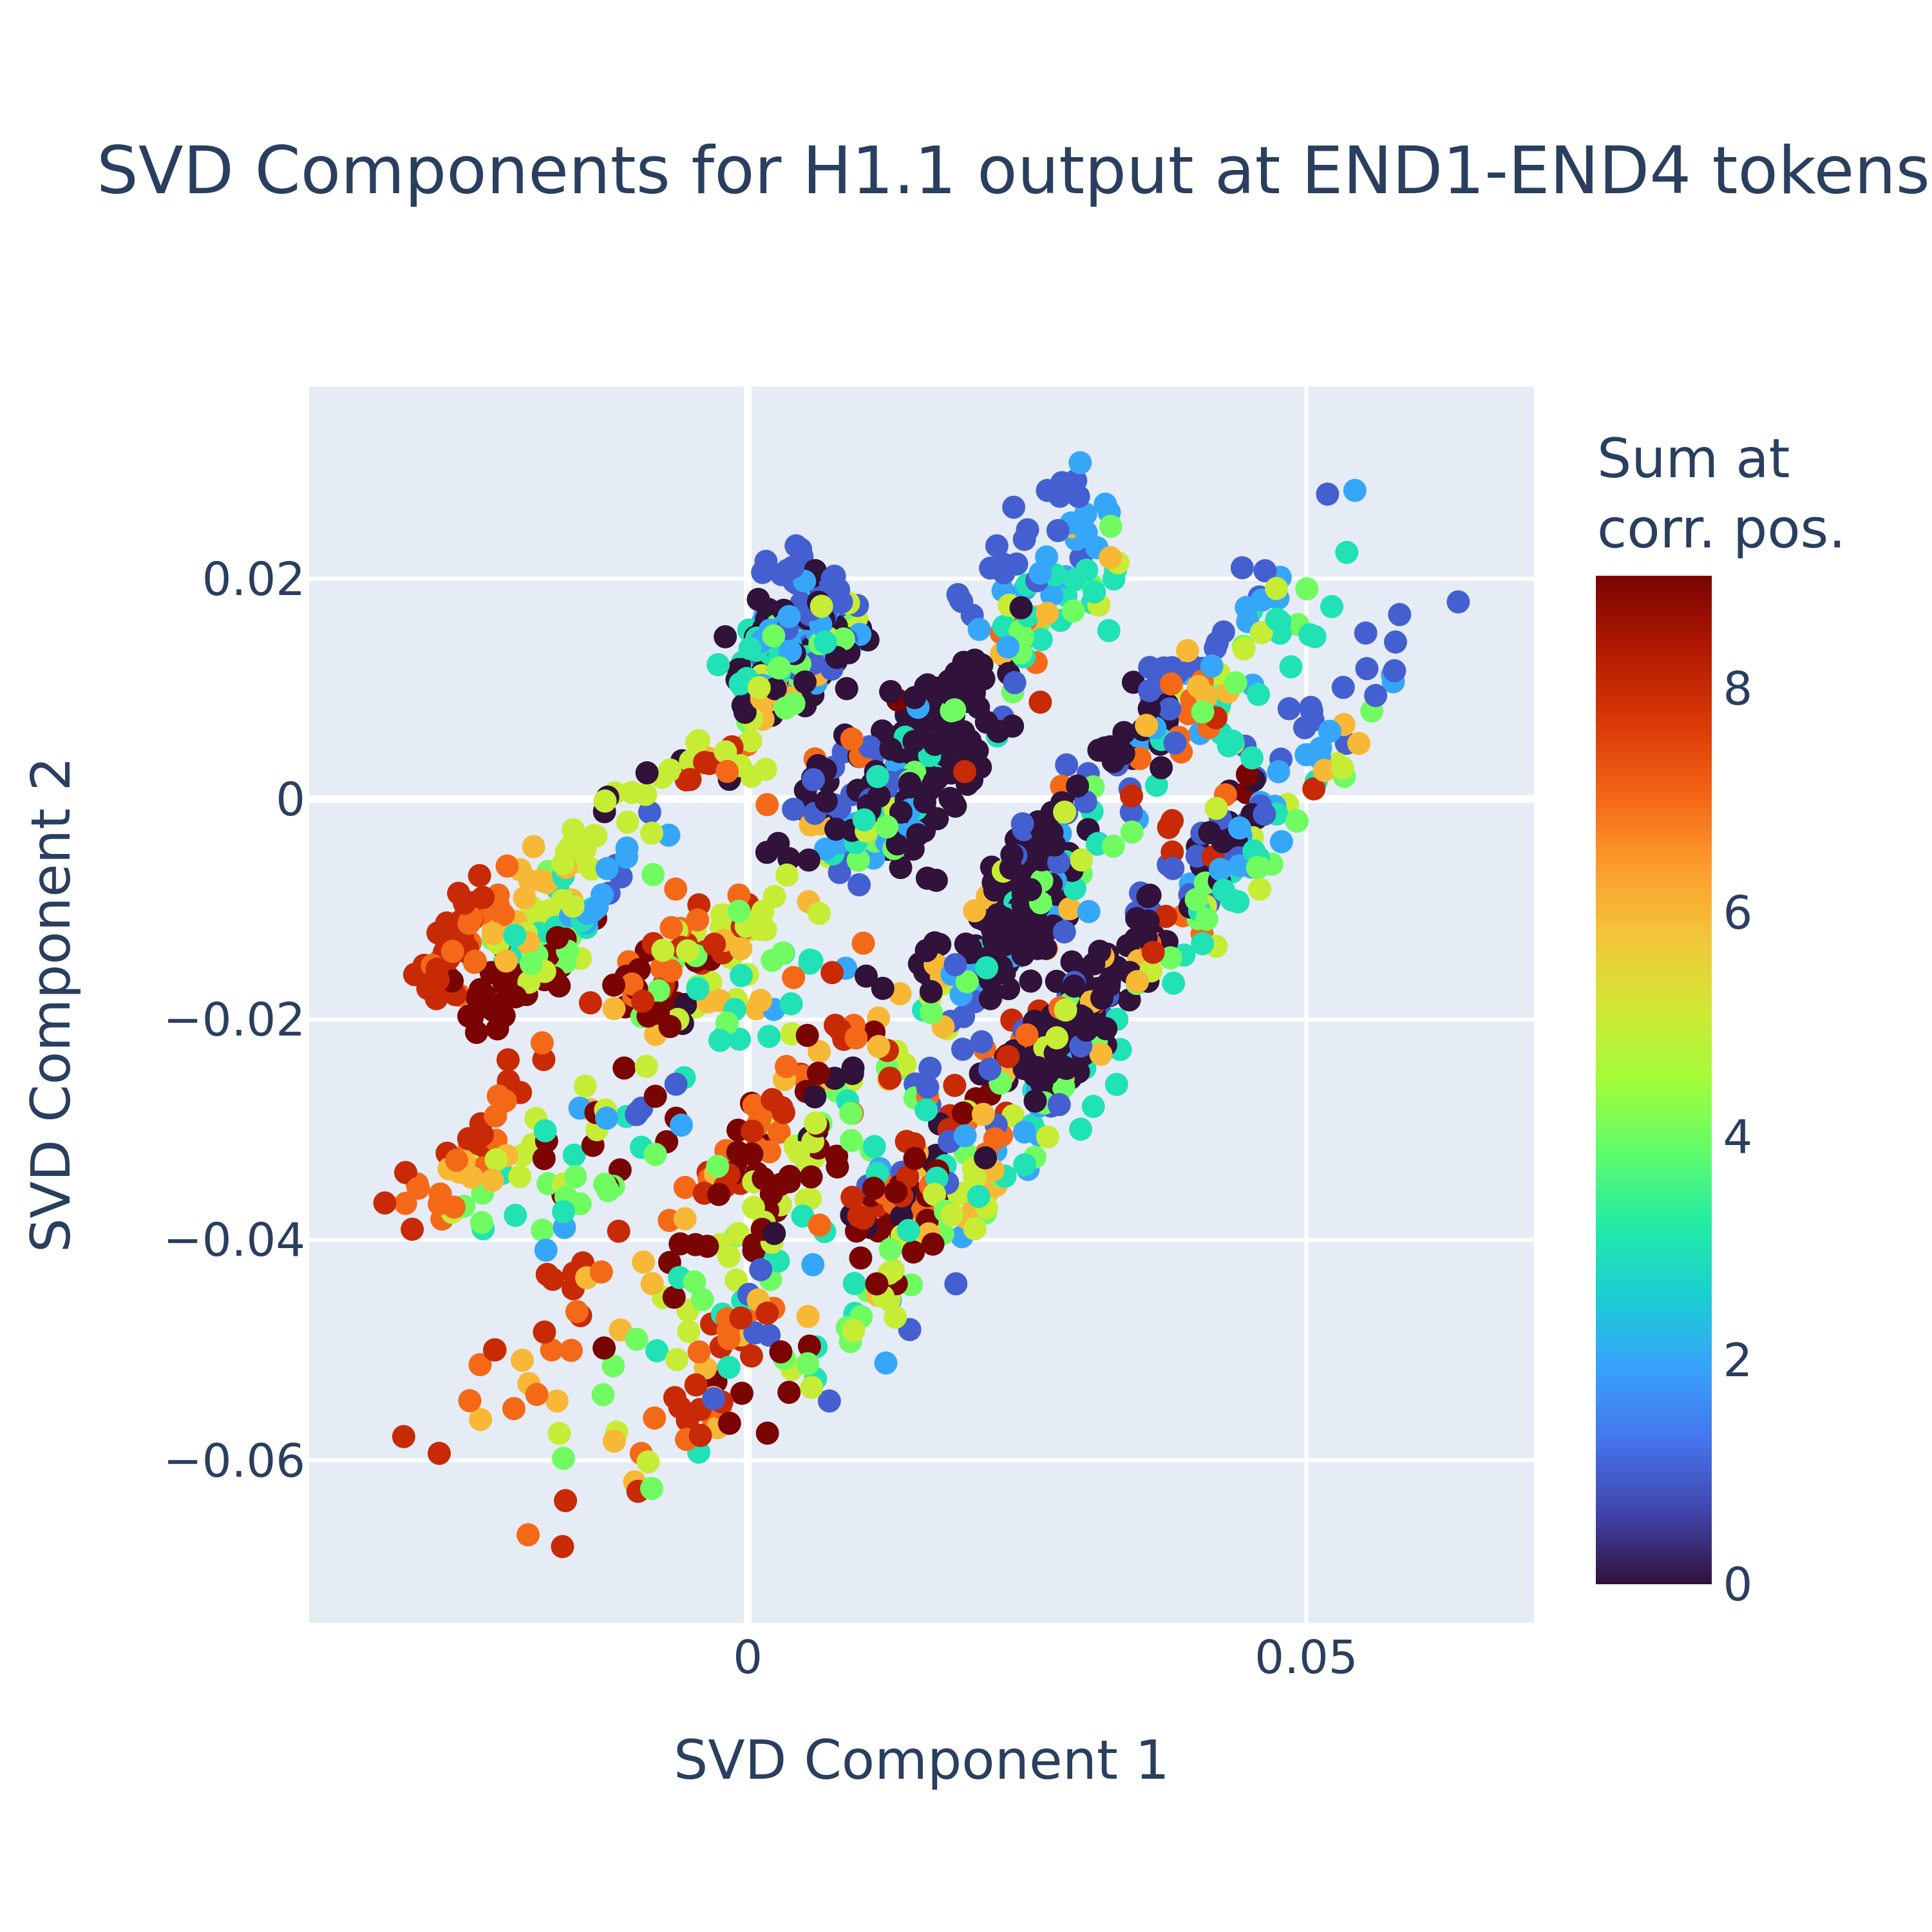 SVD Components for H1.1 output at END1-END4 tokens
Sum at
corr. pos.
8
6
4
2
0
0.02
0
−0.02
−0.04
−0.06
SVD Component 2
0
0.05
SVD Component 1